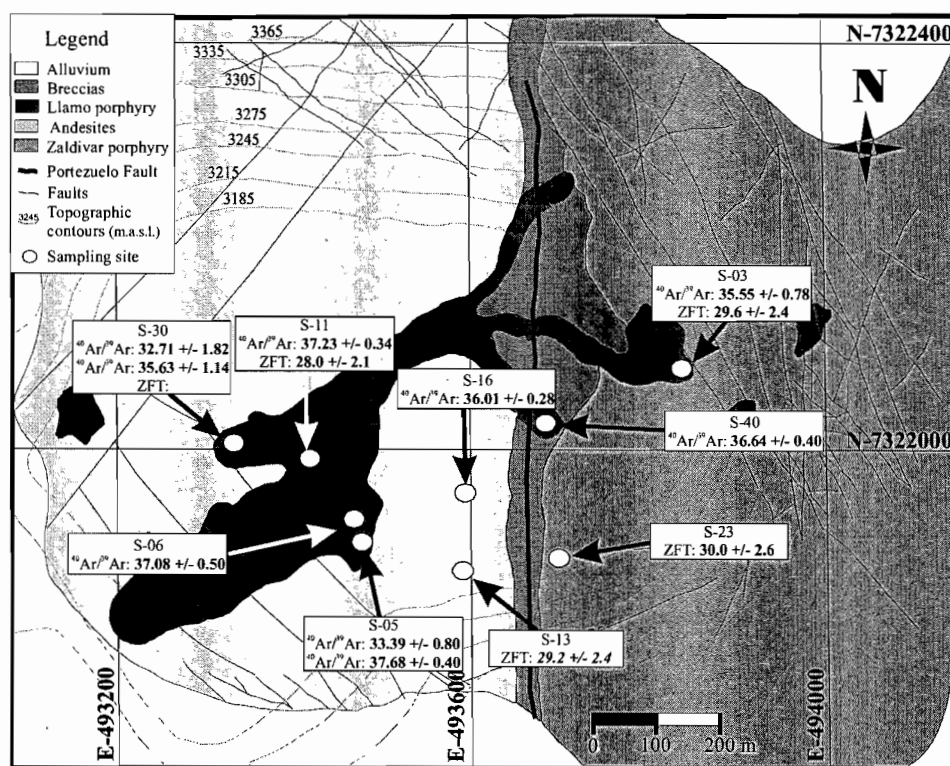 Legend
Alluvium
Breccias
Llamo porphyry
Andesites
Zaldivar porphyry
Portezuelo Fault
Faults
3245 Topographic
contours (m.a.s.l.)
Sampling site
3365
3335
3305
3275
3245
3215
3185
N-7322400
N
S-03
⁴⁰Ar/³⁹Ar: 35.55 +/- 0.78
ZFT: 29.6 +/- 2.4
S-30
⁴⁰Ar/³⁹Ar: 32.71 +/- 1.82
⁴⁰Ar/³⁹Ar: 35.63 +/- 1.14
ZFT:
S-11
⁴⁰Ar/³⁹Ar: 37.23 +/- 0.34
ZFT: 28.0 +/- 2.1
S-16
⁴⁰Ar/³⁹Ar: 36.01 +/- 0.28
S-40
⁴⁰Ar/³⁹Ar: 36.64 +/- 0.40
N-7322000
S-06
⁴⁰Ar/³⁹Ar: 37.08 +/- 0.50
S-23
ZFT: 30.0 +/- 2.6
S-05
⁴⁰Ar/³⁹Ar: 33.39 +/- 0.80
⁴⁰Ar/³⁹Ar: 37.68 +/- 0.40
S-13
ZFT: 29.2 +/- 2.4
E-493200
E-493600
E-494000
0 100 200 m